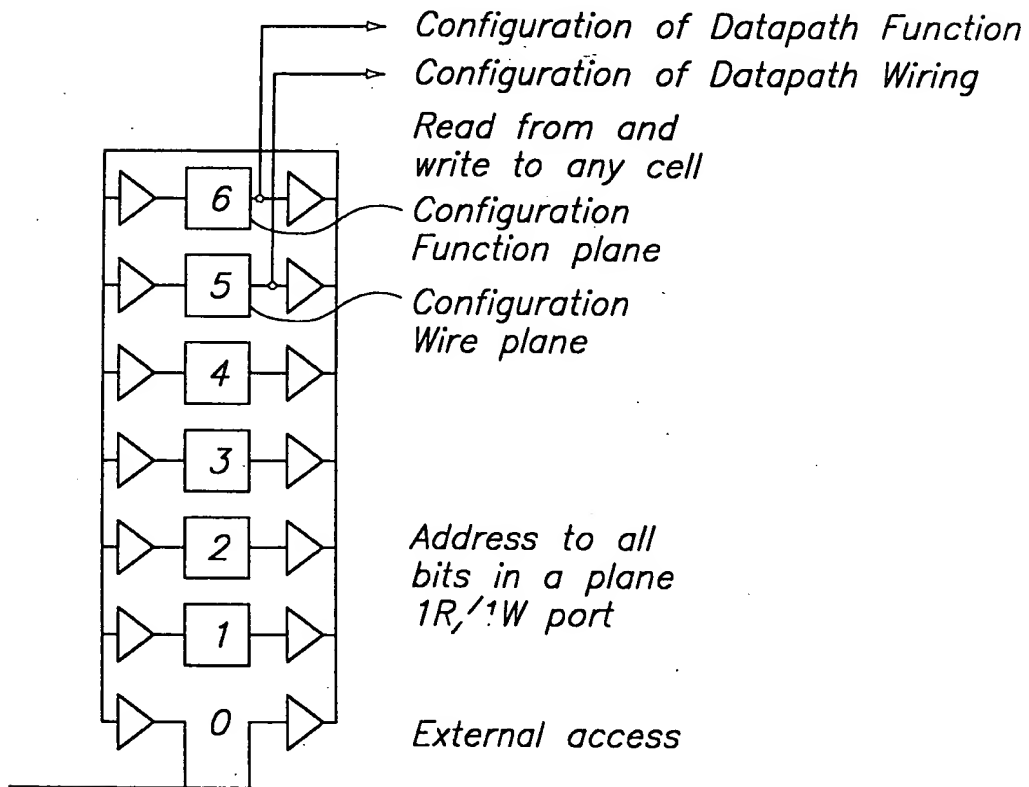 Configuration of Datapath Function
Configuration of Datapath Wiring
Read from and
write to any cell
6
Configuration
Function plane
5
Configuration
Wire plane
4
3
2
Address to all
bits in a plane
1R/1W port
1
0
External access